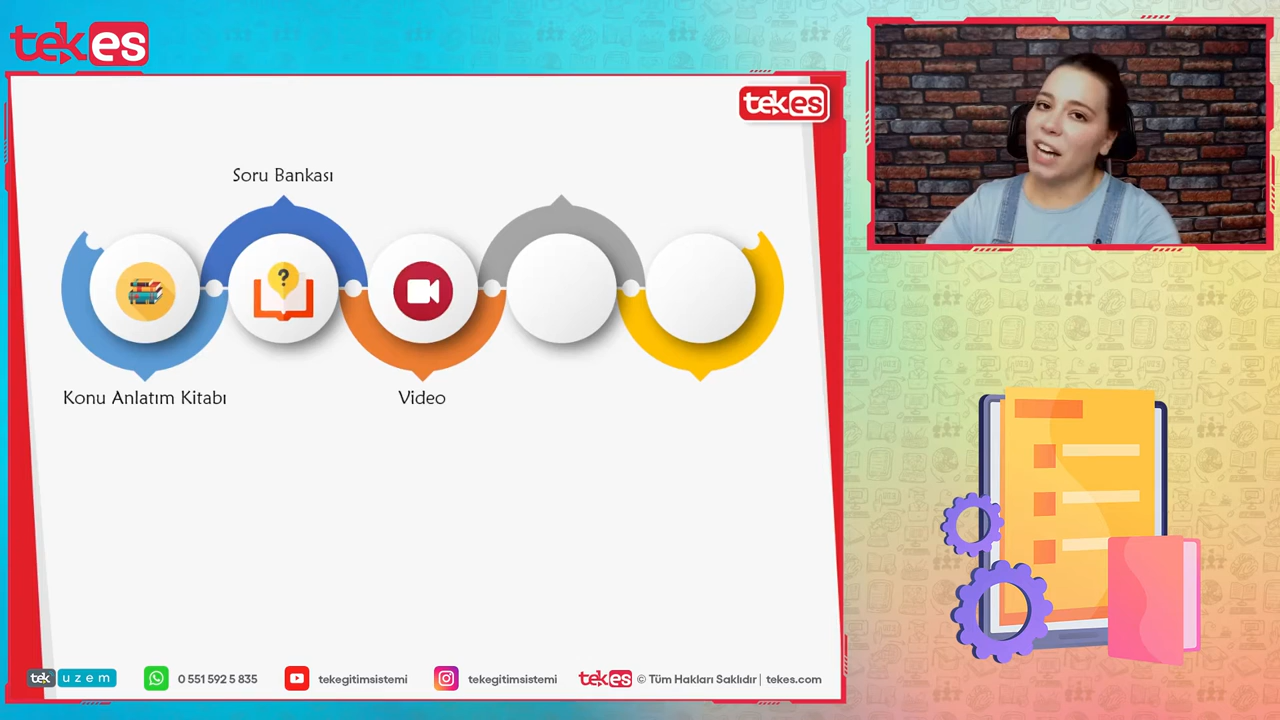 tekes
tekes
Soru Bankası
?
Konu Anlatım Kitabı
Video
tek uzem
0 551 592 5 835
tekegitimsistemi
tekegitimsistemi
tekes © Tüm Hakları Saklıdır | tekes.com